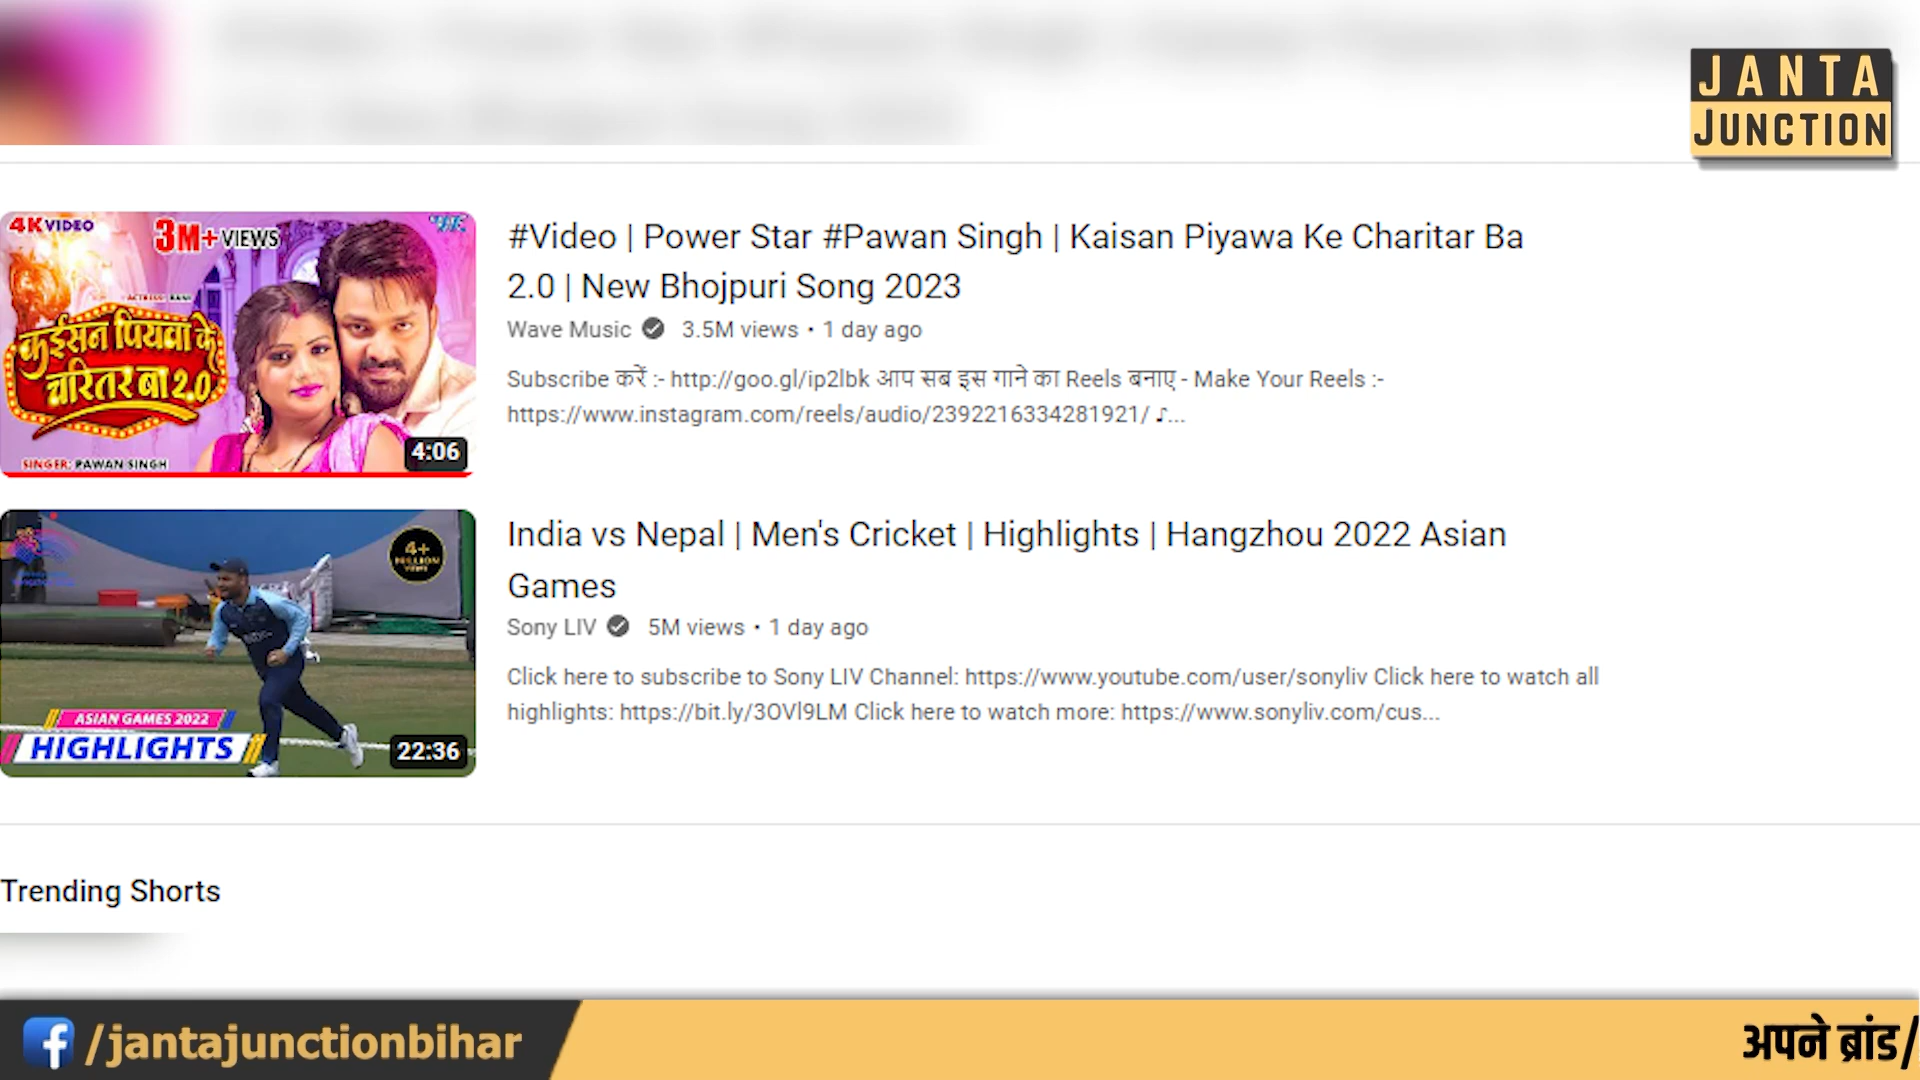 JANTA
JUNCTION
4K VIDEO
3M+ VIEWS
कईसन पियवा के
चरितर बा 2.0
SINGER: PAWAN SINGH
4:06
#Video | Power Star #Pawan Singh | Kaisan Piyawa Ke Charitar Ba
2.0 | New Bhojpuri Song 2023
Wave Music 3.5M views • 1 day ago
Subscribe करें :- http://goo.gl/ip2lbk आप सब इस गाने का Reels बनाए - Make Your Reels :-
https://www.instagram.com/reels/audio/2392216334281921/ ♪...
4+
MILLION
VIEWS
ASIAN GAMES 2022
HIGHLIGHTS
22:36
India vs Nepal | Men's Cricket | Highlights | Hangzhou 2022 Asian
Games
Sony LIV 5M views • 1 day ago
Click here to subscribe to Sony LIV Channel: https://www.youtube.com/user/sonyliv Click here to watch all
highlights: https://bit.ly/3OVl9LM Click here to watch more: https://www.sonyliv.com/cus...
Trending Shorts
/jantajunctionbihar
अपने ब्रांड/